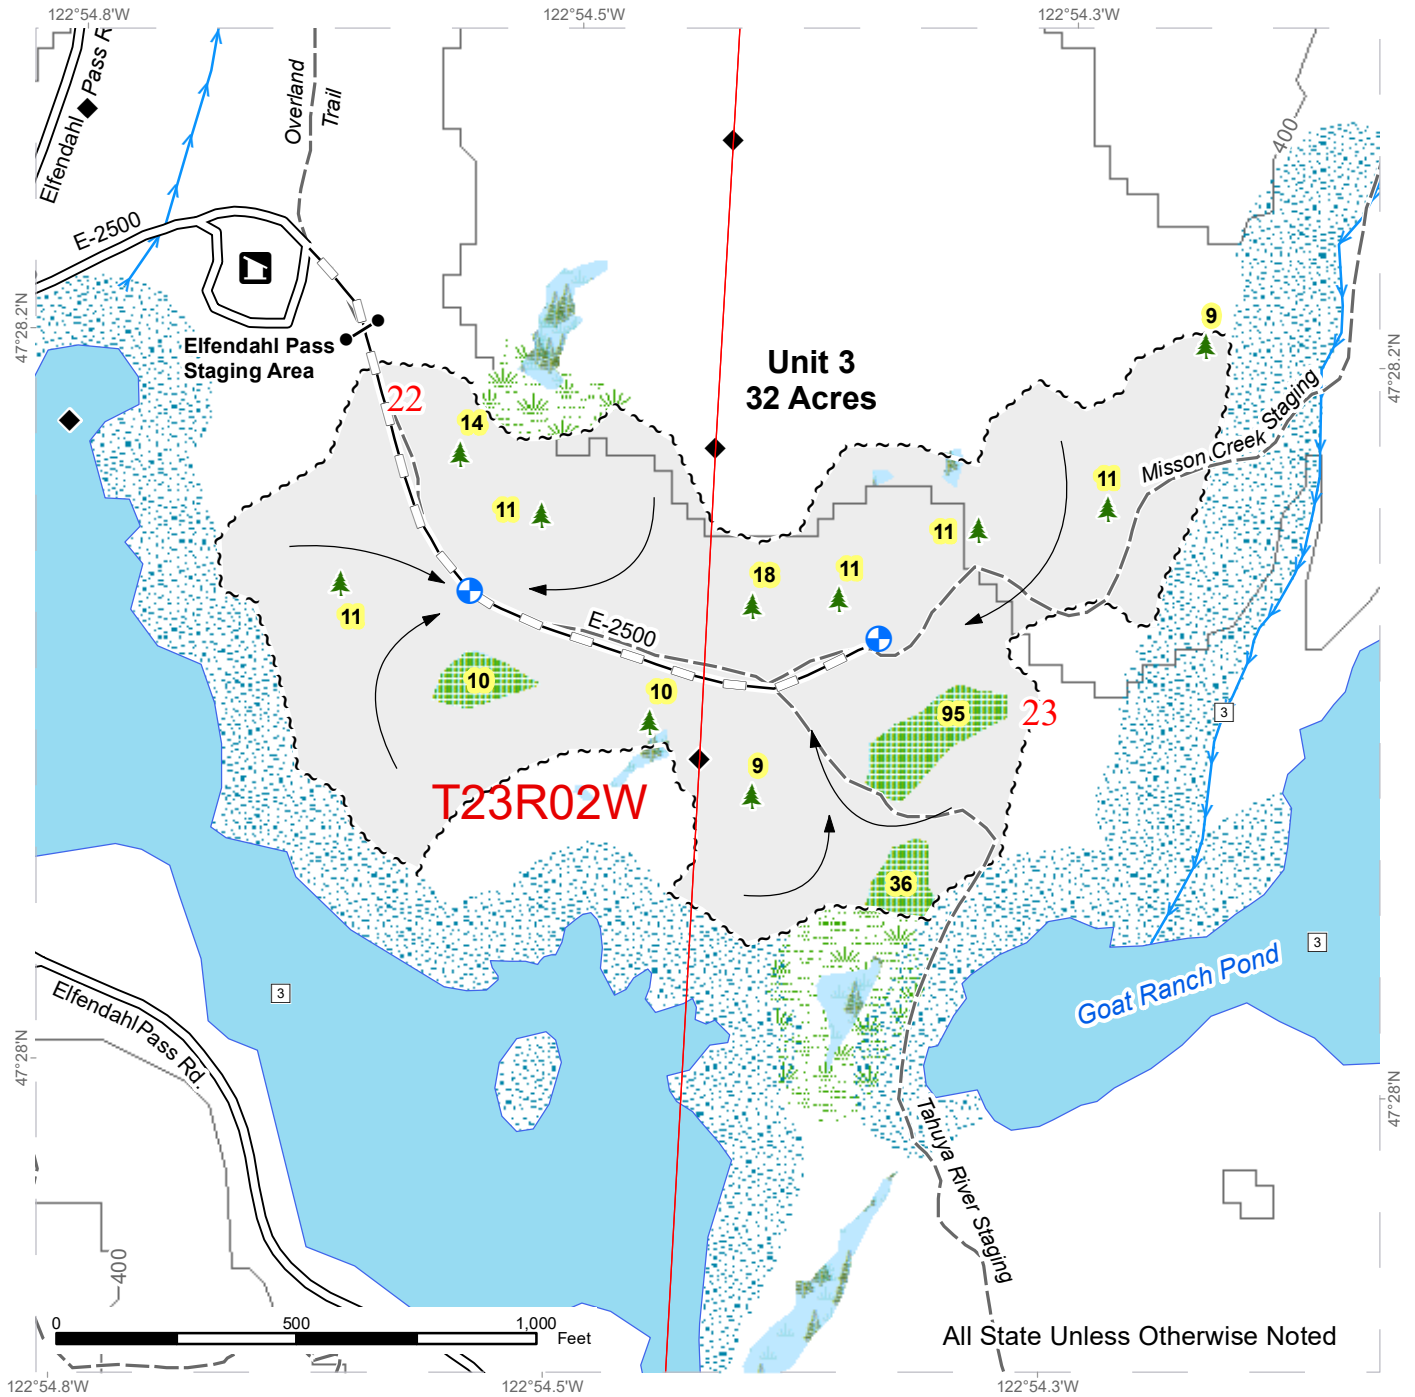 122°54.8'W
122°54.5'W
122°54.3'W
Elfendahl Pass R
Overland
Trail
400
E-2500
47°28.2'N
47°28.2'N
Elfendahl Pass
Staging Area
9
Unit 3
32 Acres
22
14
Misson Creek Staging
11
11
11
18
11
11
E-2500
10
10
95
23
3
9
T23R02W
36
3
3
Goat Ranch Pond
Elfendahl Pass Rd.
47°28'N
47°28'N
Tahuya River Staging
400
0
500
1,000
Feet
All State Unless Otherwise Noted
122°54.8'W
122°54.5'W
122°54.3'W